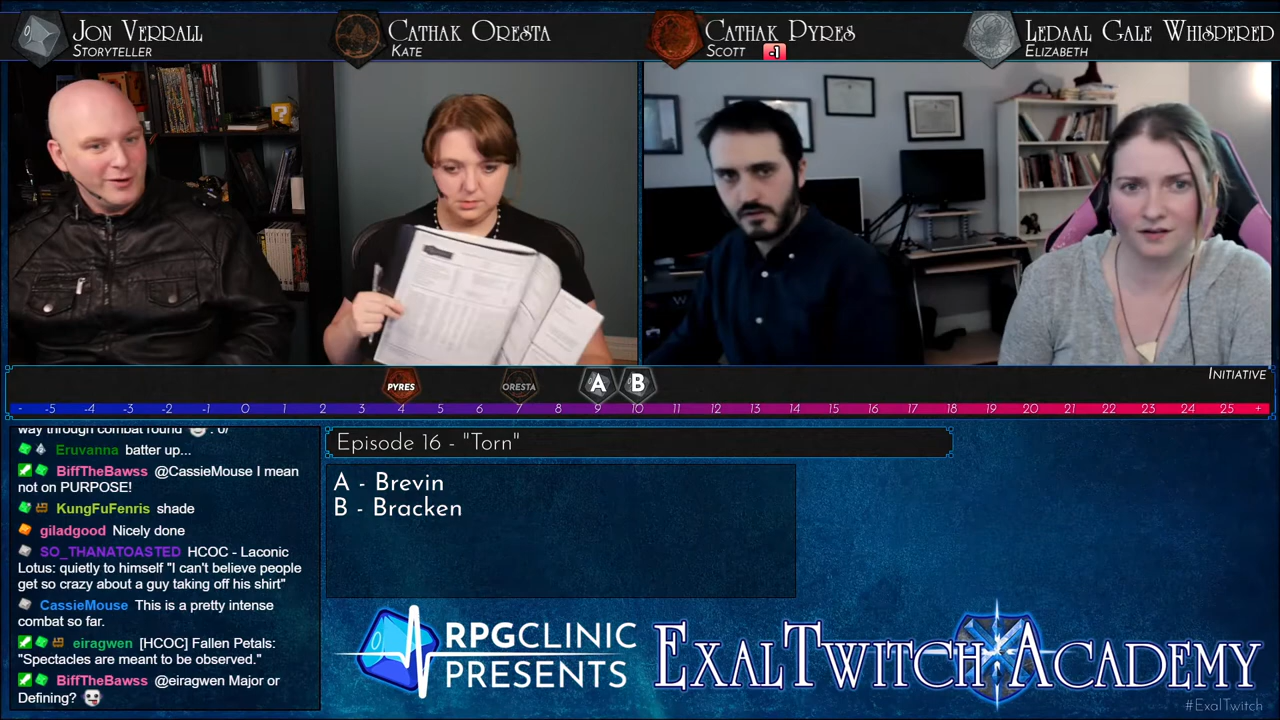 JON VERRALL
STORYTELLER
CATHAK ORESTA
KATE
CATHAK PYRES
SCOTT
-1
LEDAAL GALE WHISPERED
ELIZABETH
PYRES
ORESTA
A
B
INITIATIVE
- -5 -4 -3 -2 -1 0 1 2 3 4 5 6 7 8 9 10 11 12 13 14 15 16 17 18 19 20 21 22 23 24 25 +
way through combat round . o/
Eruvanna batter up...
BiffTheBawss @CassieMouse I mean
not on PURPOSE!
KungFuFenris shade
giladgood Nicely done
SO_THANATOASTED HCOC - Laconic
Lotus: quietly to himself "I can't believe people
get so crazy about a guy taking off his shirt"
CassieMouse This is a pretty intense
combat so far.
eiragwen [HCOC] Fallen Petals:
"Spectacles are meant to be observed."
BiffTheBawss @eiragwen Major or
Defining?
Episode 16 - "Torn"
A - Brevin
B - Bracken
RPGCLINIC
PRESENTS
EXALTWITCH ACADEMY
#ExalTwitch